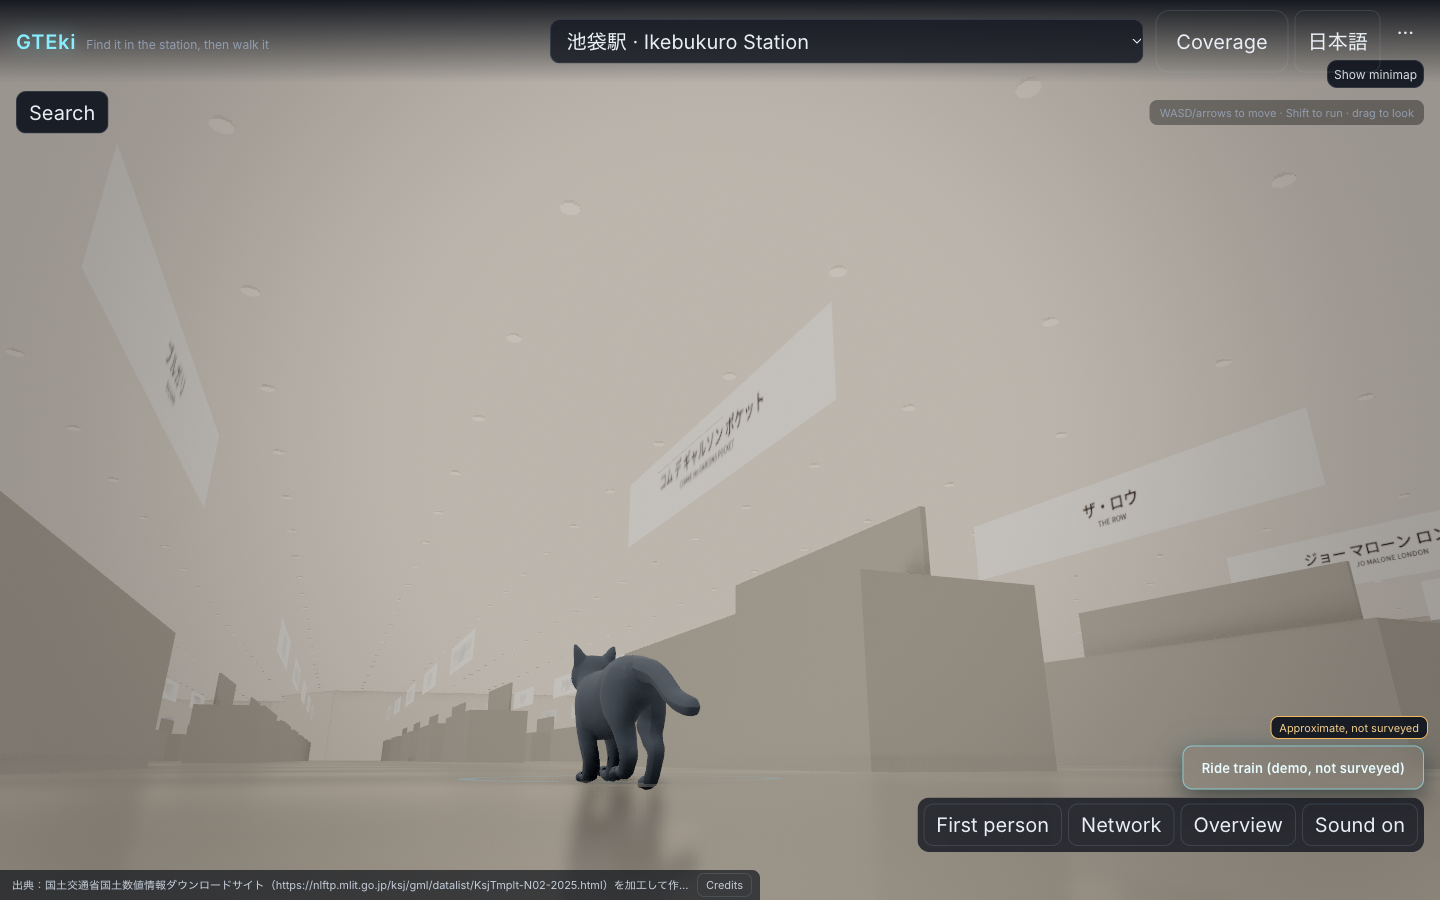 GTEki Find it in the station, then walk it
池袋駅 · Ikebukuro Station
Coverage
日本語
...
Show minimap
Search
WASD/arrows to move · Shift to run · drag to look
コム デ ギャルソン ポケット
COMME des GARCONS POCKET
ザ・ロウ
THE ROW
ジョー マローン ロン
JO MALONE LONDON
Approximate, not surveyed
Ride train (demo, not surveyed)
First person
Network
Overview
Sound on
出典：国土交通省国土数値情報ダウンロードサイト（https://nlftp.mlit.go.jp/ksj/gml/datalist/KsjTmplt-N02-2025.html）を加工して作...
Credits